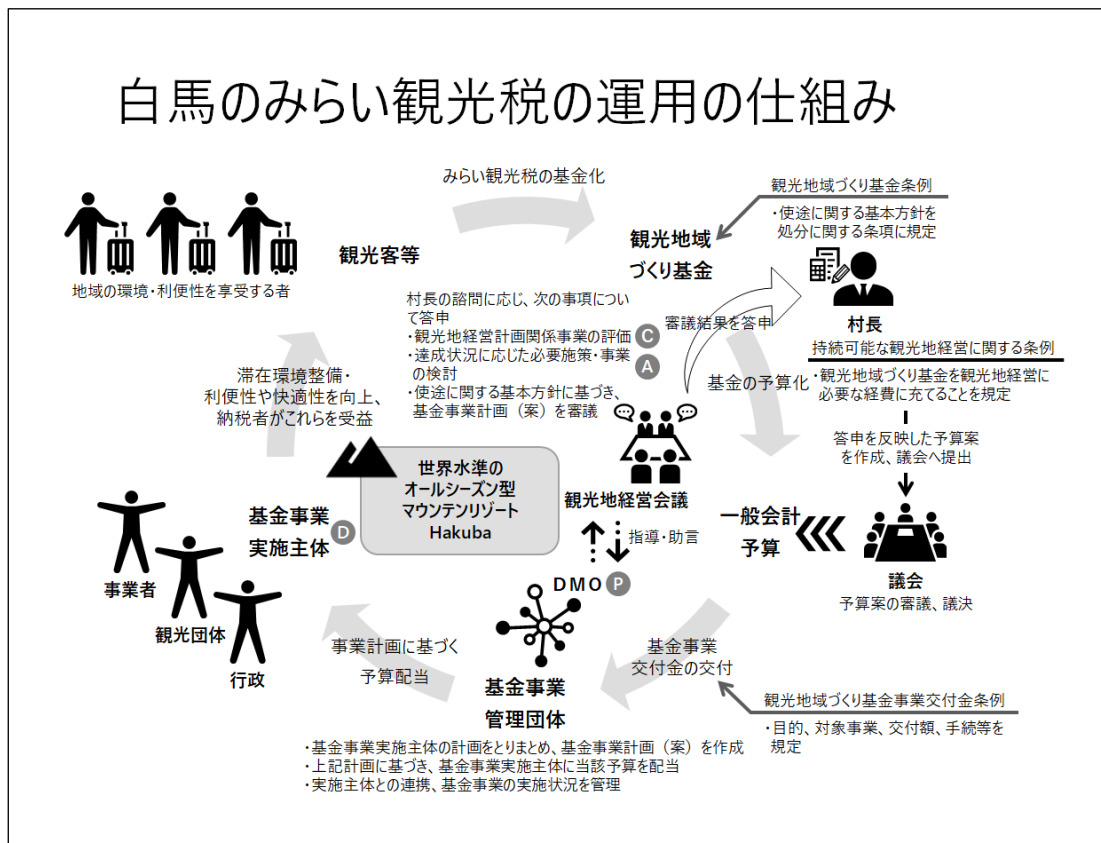 白馬のみらい観光税の運用の仕組み
みらい観光税の基金化
観光地域づくり基金条例
・使途に関する基本方針を
処分に関する条項に規定
観光客等
観光地域
づくり基金
地域の環境・利便性を享受する者
村長の諮問に応じ、次の事項につい
て答申
・観光地経営計画関係事業の評価
C
・達成状況に応じた必要施策・事業
の検討
A
・使途に関する基本方針に基づき、
基金事業計画（案）を審議
審議結果を答申
村長
持続可能な観光地経営に関する条例
・観光地域づくり基金を観光地経営に
必要な経費に充てることを規定
基金の予算化
滞在環境整備・
利便性や快適性を向上、
納税者がこれらを受益
答申を反映した予算案
を作成、議会へ提出
世界水準の
オールシーズン型
マウンテンリゾート
Hakuba
観光地経営会議
基金事業
実施主体
D
一般会計
予算
指導・助言
議会
予算案の審議、議決
DMO
P
事業者
観光団体
行政
事業計画に基づく
予算配当
基金事業
管理団体
基金事業
交付金の交付
観光地域づくり基金事業交付金条例
・目的、対象事業、交付額、手続等を
規定
・基金事業実施主体の計画をとりまとめ、基金事業計画（案）を作成
・上記計画に基づき、基金事業実施主体に当該予算を配当
・実施主体との連携、基金事業の実施状況を管理